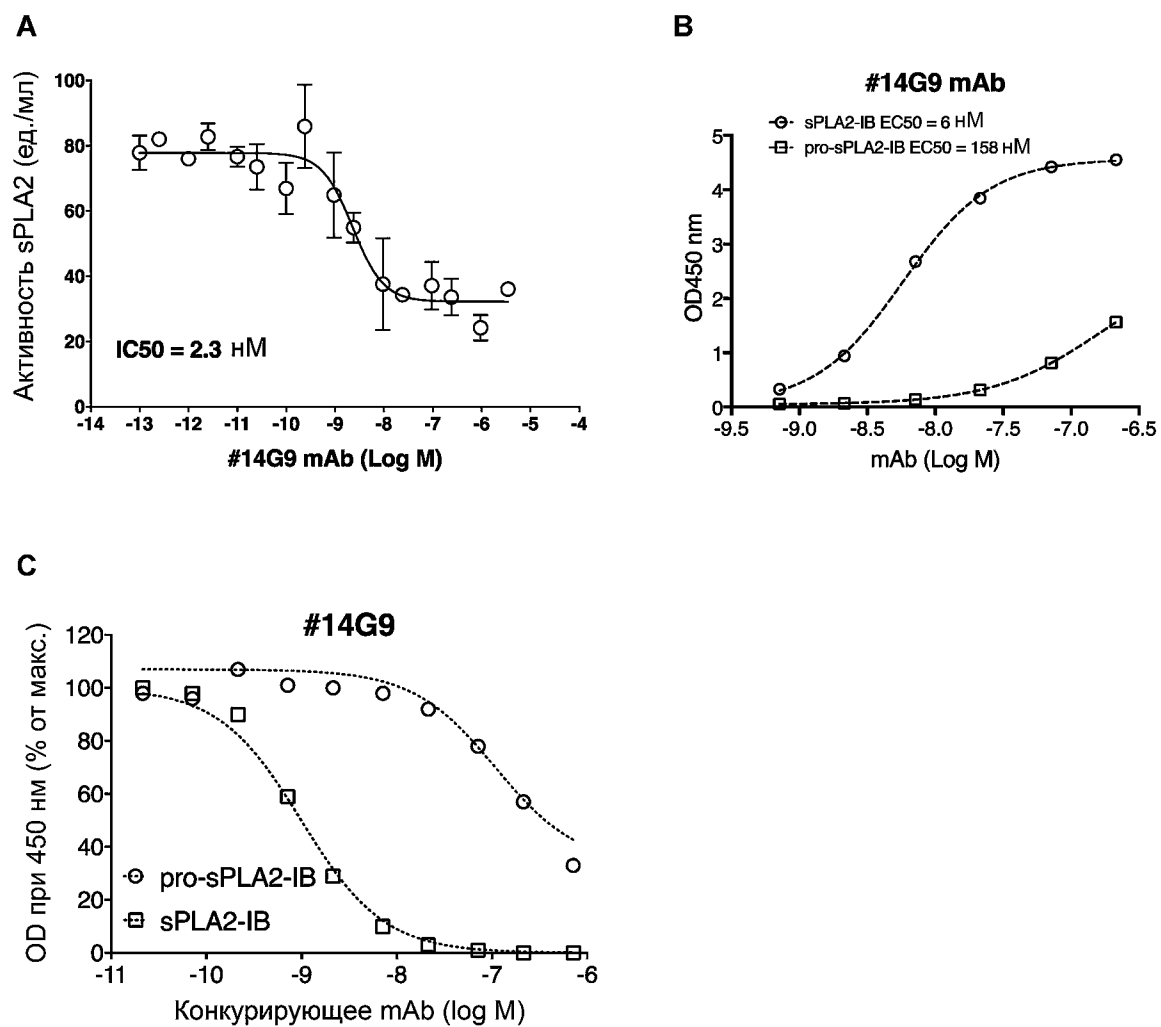 A
Активность sPLA2 (ед./мл)
100
80
60
40
20
0
IC50 = 2.3 нМ
-14 -13 -12 -11 -10 -9 -8 -7 -6 -5 -4
#14G9 mAb (Log M)
B
#14G9 mAb
sPLA2-IB EC50 = 6 нМ
pro-sPLA2-IB EC50 = 158 нМ
OD450 nm
5
4
3
2
1
0
-9.5 -9.0 -8.5 -8.0 -7.5 -7.0 -6.5
mAb (Log M)
C
#14G9
OD при 450 нм (% от макс.)
120
100
80
60
40
20
0
pro-sPLA2-IB
sPLA2-IB
-11 -10 -9 -8 -7 -6
Конкурирующее mAb (log M)